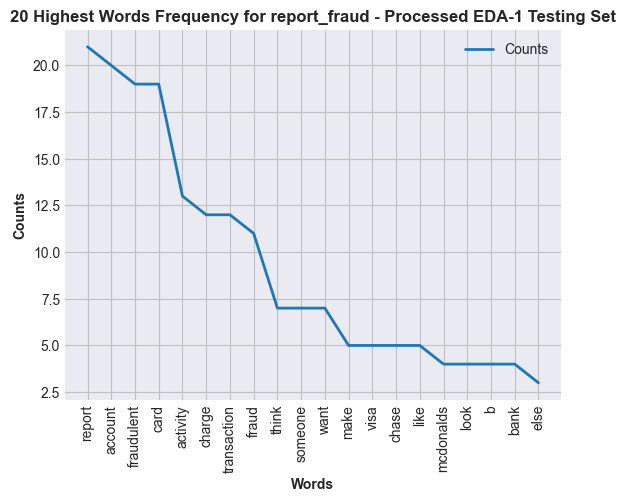 20 Highest Words Frequency for report_fraud - Processed EDA-1 Testing Set
Counts
20.0
17.5
15.0
12.5
10.0
7.5
5.0
2.5
Counts
report
account
fraudulent
card
activity
charge
transaction
fraud
think
someone
want
make
visa
chase
like
mcdonalds
look
b
bank
else
Words